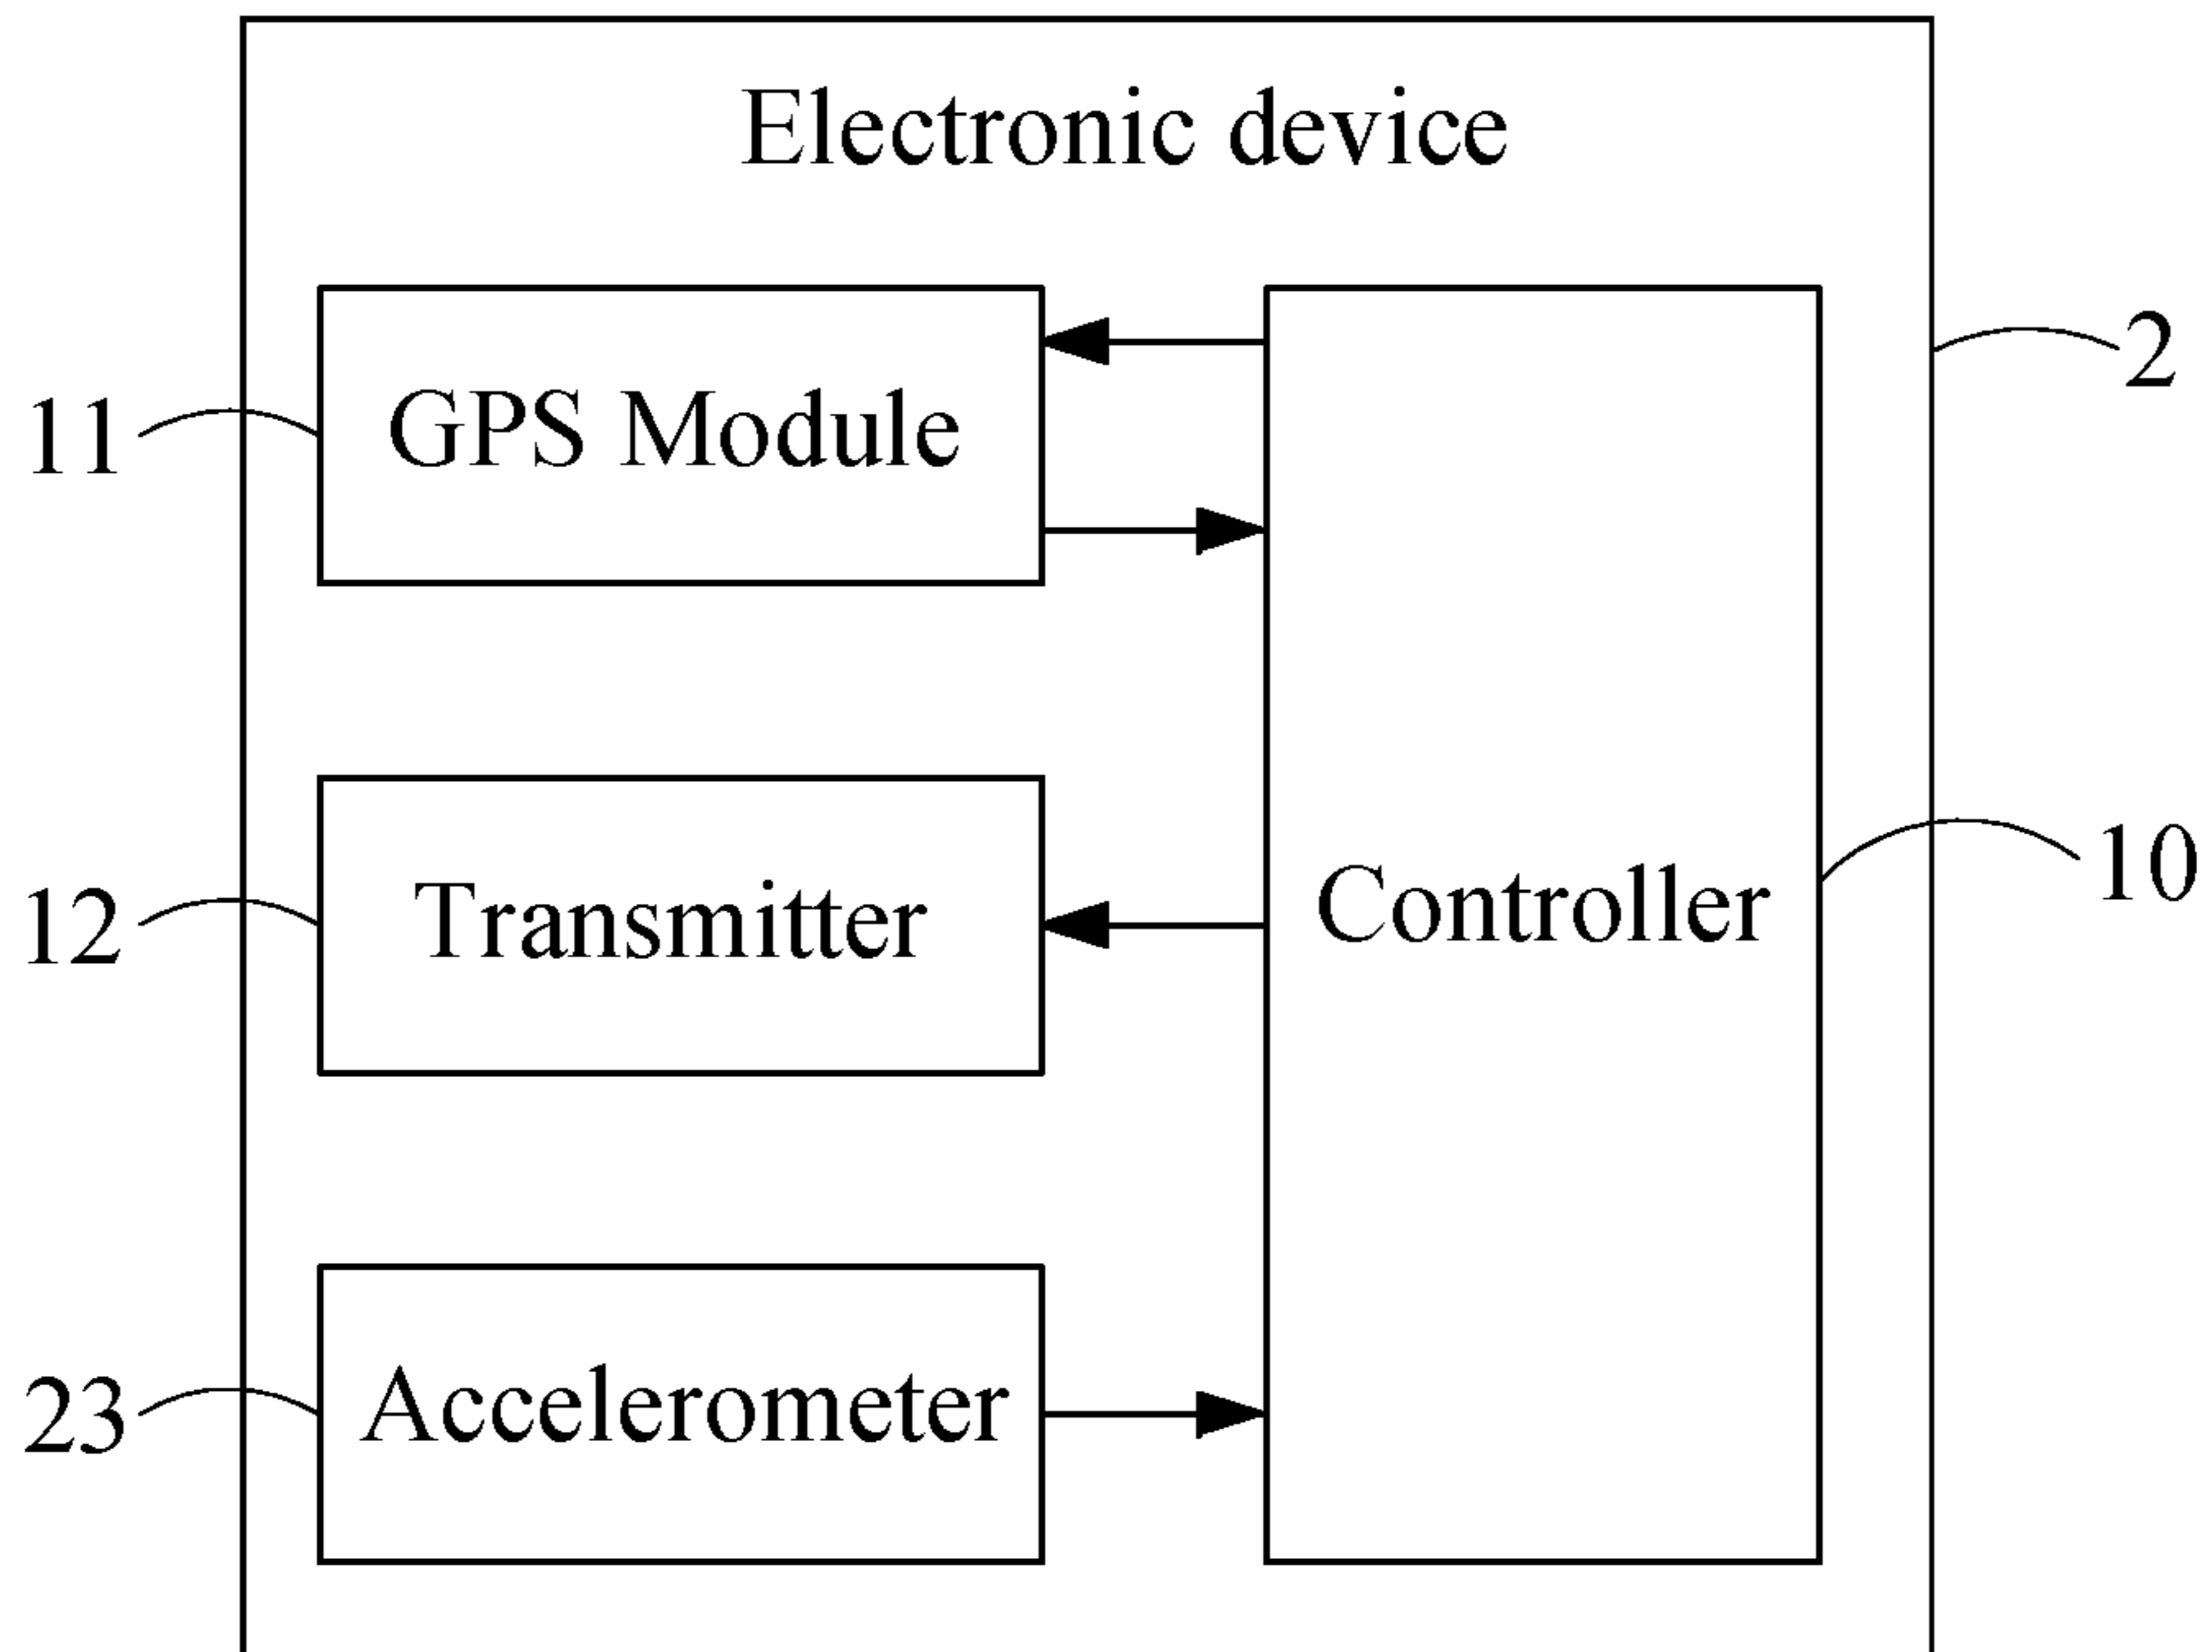 Electronic device
2
11
GPS Module
12
Transmitter
Controller
10
23
Accelerometer